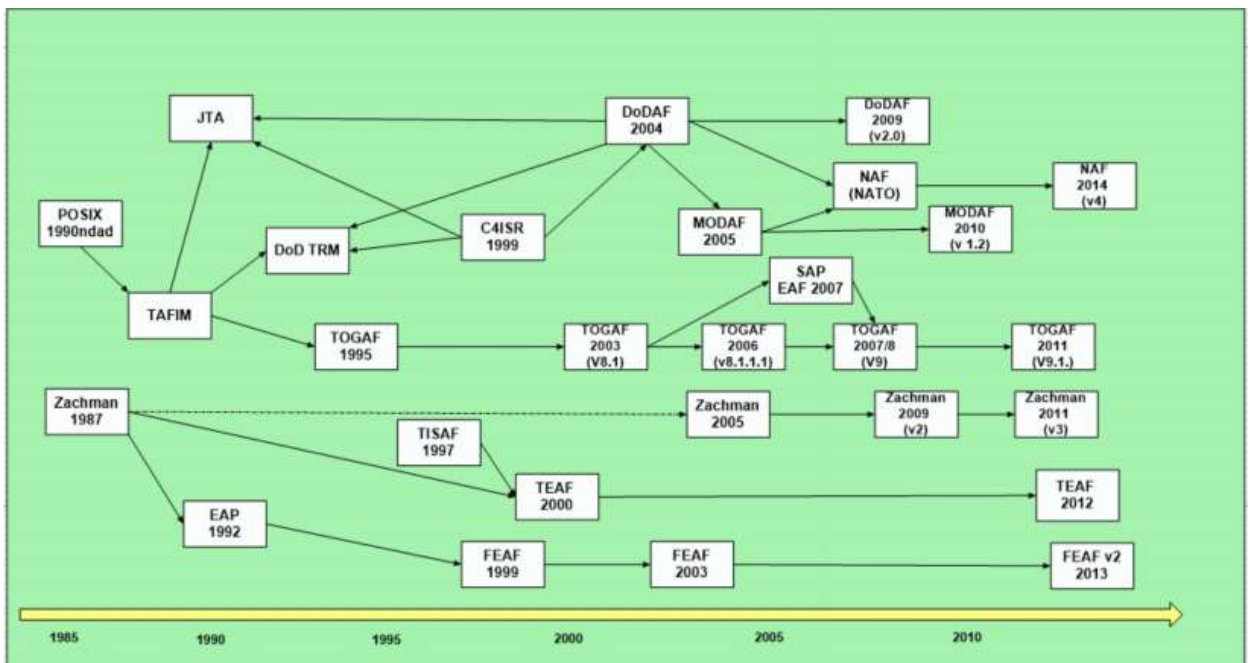 JTA
DoDAF
2004
DoDAF
2009
(v2.0)
NAF
(NATO)
NAF
2014
(v4)
POSIX
1990ndad
DoD TRM
C4ISR
1999
MODAF
2005
MODAF
2010
(v 1.2)
SAP
EAF 2007
TAFIM
TOGAF
1995
TOGAF
2003
(V8.1)
TOGAF
2006
(v8.1.1.1)
TOGAF
2007/8
(V9)
TOGAF
2011
(V9.1.)
Zachman
1987
Zachman
2005
Zachman
2009
(v2)
Zachman
2011
(v3)
TISAF
1997
TEAF
2000
TEAF
2012
EAP
1992
FEAF
1999
FEAF
2003
FEAF v2
2013
1985 1990 1995 2000 2005 2010